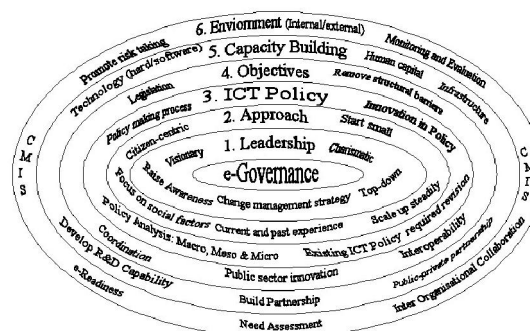 6. Enviornment (Internal/external)
Promote risk taking
Monitoring and Evaluation
5. Capacity Building
Technology (hard/software)
Human capital
Infrastructure
4. Objectives
Legislation
Remove structural barriers
3. ICT Policy
Policy making process
Innovation in Policy
2. Approach
Citizen-centric
Start small
1. Leadership
Visionary
Charismatic
e-Governance
CMIS
CMIS
Raise Awareness
Change management strategy
Top-down
Focus on social factors
Current and past experience
Scale up steadily
Policy Analysis: Macro, Meso & Micro
Existing ICT Policy required revision
Coordination
Public sector innovation
Interoperability
Develop R&D Capability
Build Partnership
Public-private partnership
e-Readiness
Need Assessment
Inter Organisational Collaboration